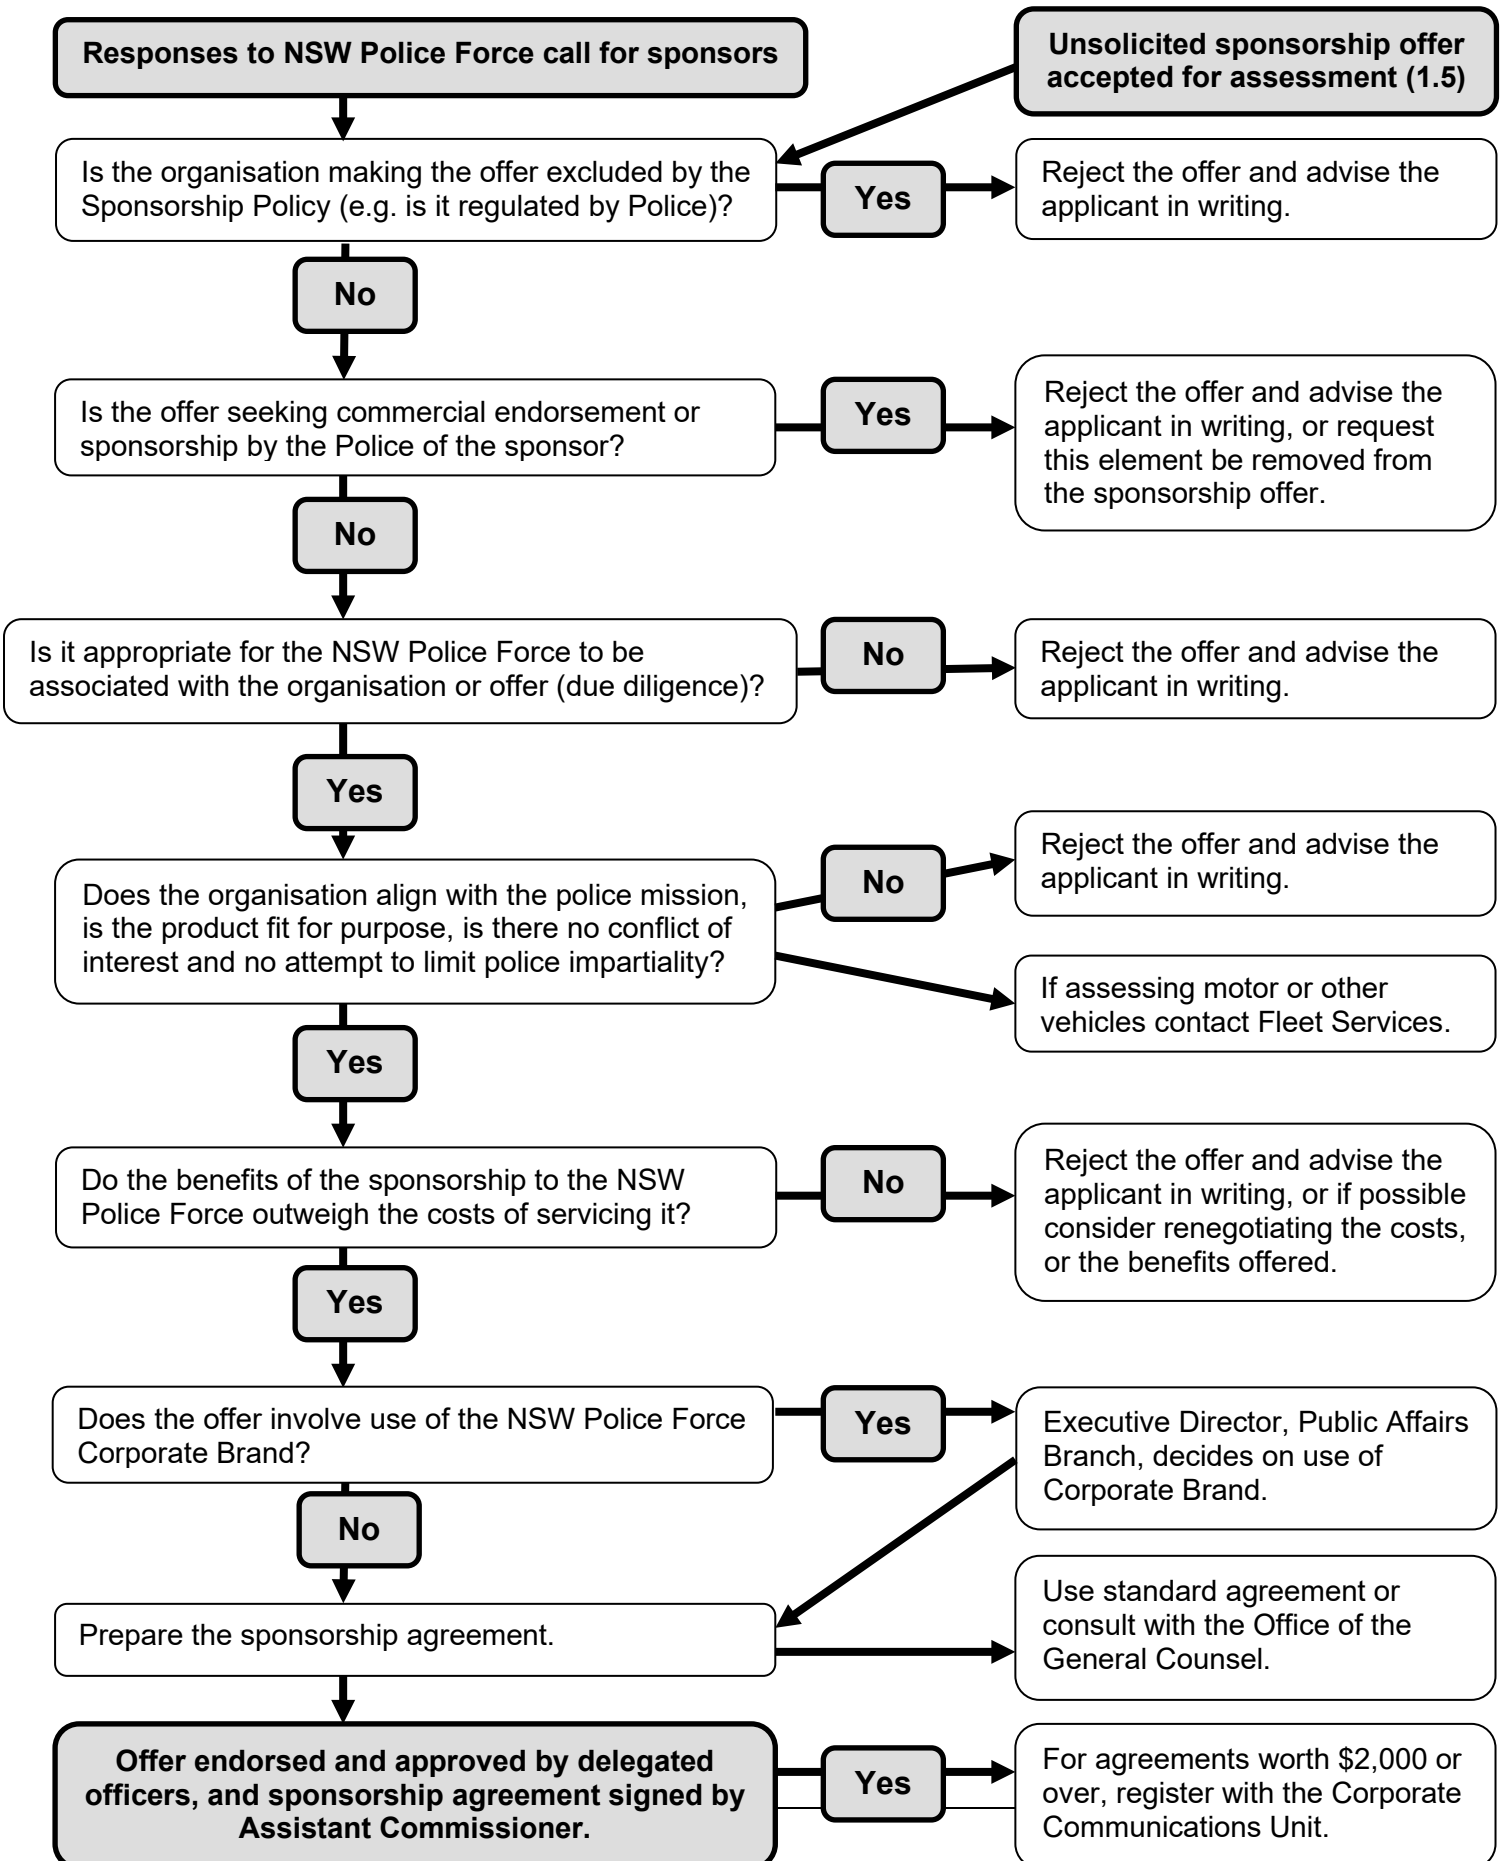 Responses to NSW Police Force call for sponsors
Unsolicited sponsorship offer
accepted for assessment (1.5)
Is the organisation making the offer excluded by the
Sponsorship Policy (e.g. is it regulated by Police)?
Yes
Reject the offer and advise the
applicant in writing.
No
Is the offer seeking commercial endorsement or
sponsorship by the Police of the sponsor?
Yes
Reject the offer and advise the
applicant in writing, or request
this element be removed from
the sponsorship offer.
No
Is it appropriate for the NSW Police Force to be
associated with the organisation or offer (due diligence)?
No
Reject the offer and advise the
applicant in writing.
Yes
Does the organisation align with the police mission,
is the product fit for purpose, is there no conflict of
interest and no attempt to limit police impartiality?
No
Reject the offer and advise the
applicant in writing.
If assessing motor or other
vehicles contact Fleet Services.
Yes
Do the benefits of the sponsorship to the NSW
Police Force outweigh the costs of servicing it?
No
Reject the offer and advise the
applicant in writing, or if possible
consider renegotiating the costs,
or the benefits offered.
Yes
Does the offer involve use of the NSW Police Force
Corporate Brand?
Yes
Executive Director, Public Affairs
Branch, decides on use of
Corporate Brand.
No
Prepare the sponsorship agreement.
Use standard agreement or
consult with the Office of the
General Counsel.
Offer endorsed and approved by delegated
officers, and sponsorship agreement signed by
Assistant Commissioner.
Yes
For agreements worth $2,000 or
over, register with the Corporate
Communications Unit.